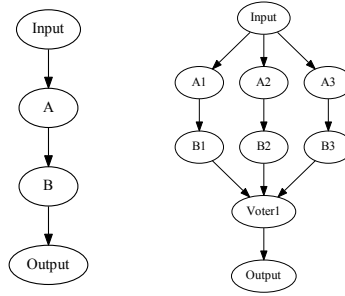 Input
A
B
Output
Input
A1 A2 A3
B1 B2 B3
Voter1
Output